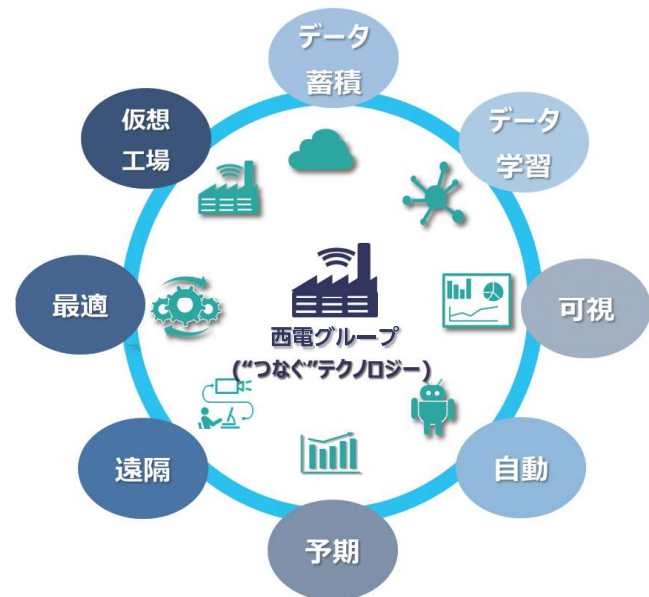 データ
蓄積
仮想
工場
データ
学習
最適
西電グループ
(“つなぐ”テクノロジー)
可視
遠隔
自動
予期